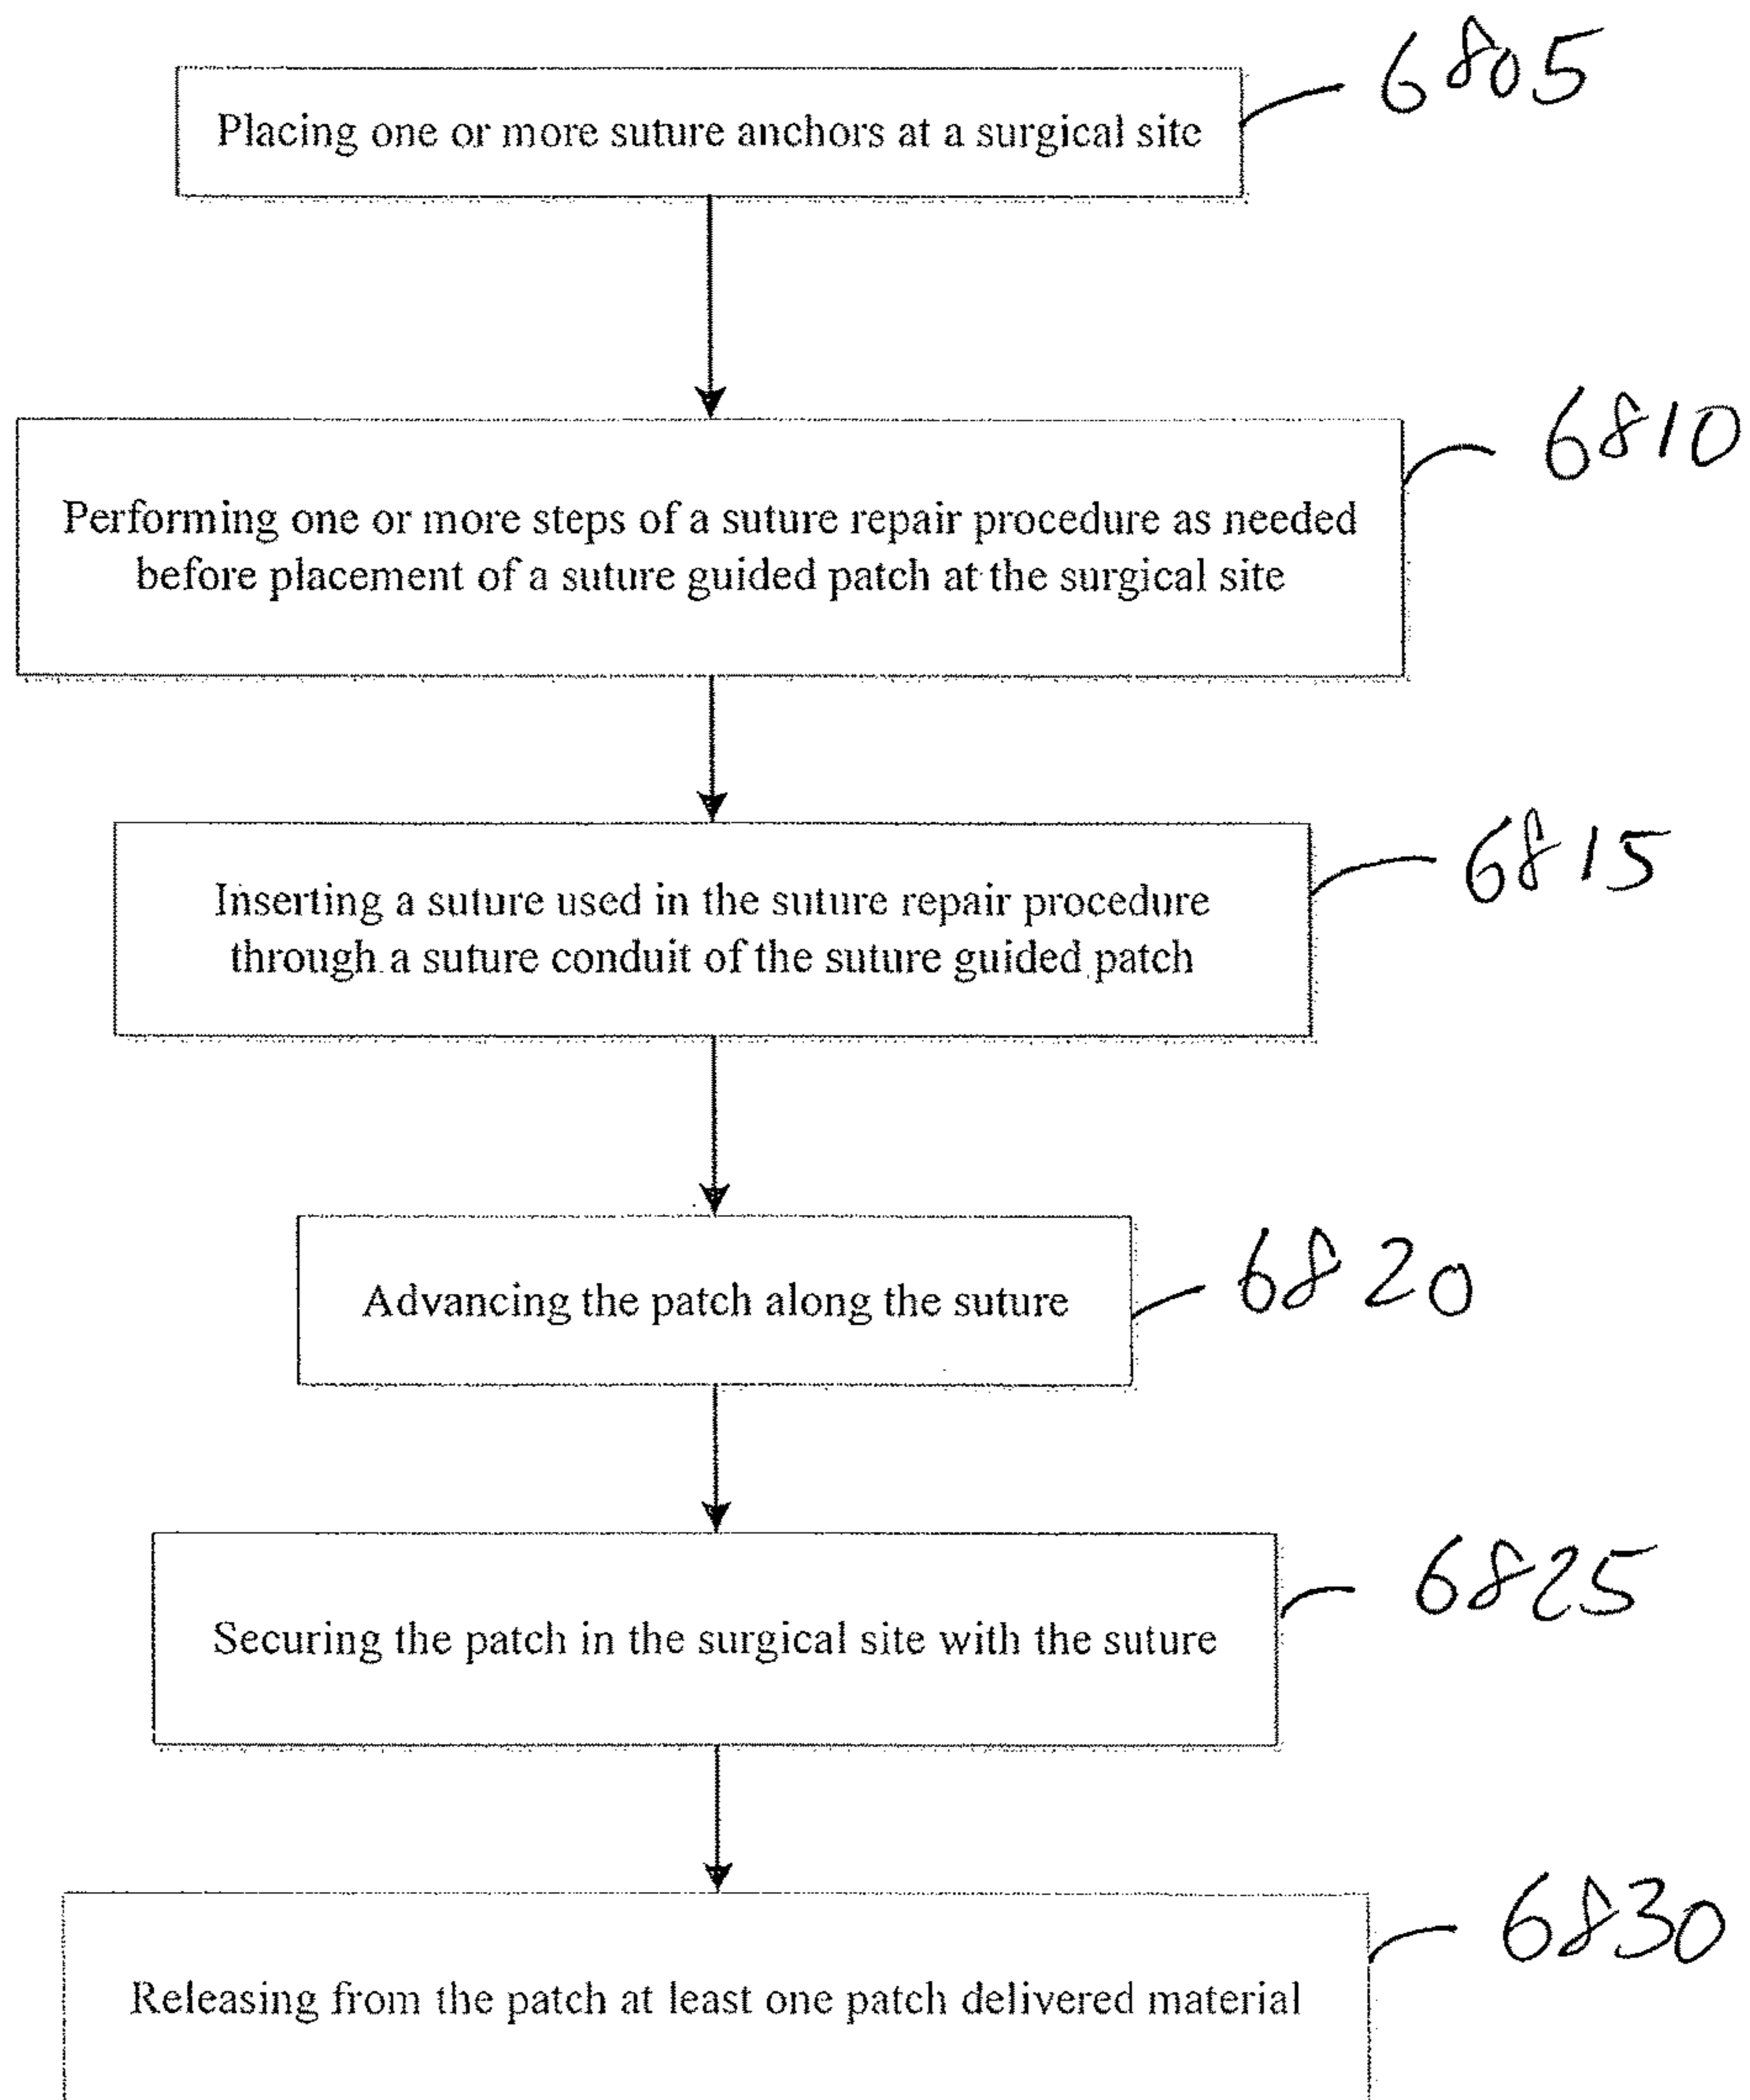 6805
Placing one or more suture anchors at a surgical site
6810
Performing one or more steps of a suture repair procedure as needed
before placement of a suture guided patch at the surgical site
6815
Inserting a suture used in the suture repair procedure
through a suture conduit of the suture guided patch
6820
Advancing the patch along the suture
6825
Securing the patch in the surgical site with the suture
6830
Releasing from the patch at least one patch delivered material